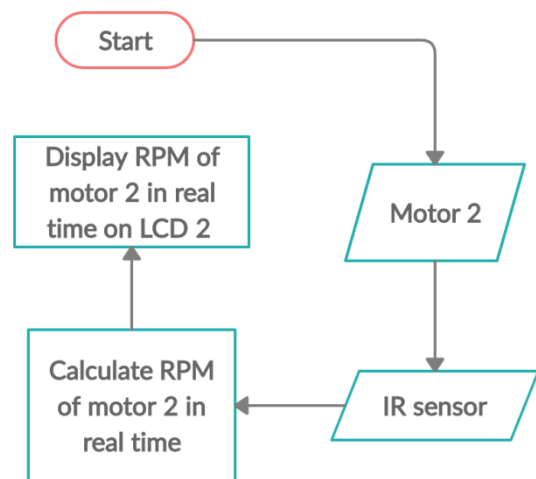 Start
Motor 2
IR sensor
Calculate RPM
of motor 2 in
real time
Display RPM of
motor 2 in real
time on LCD 2